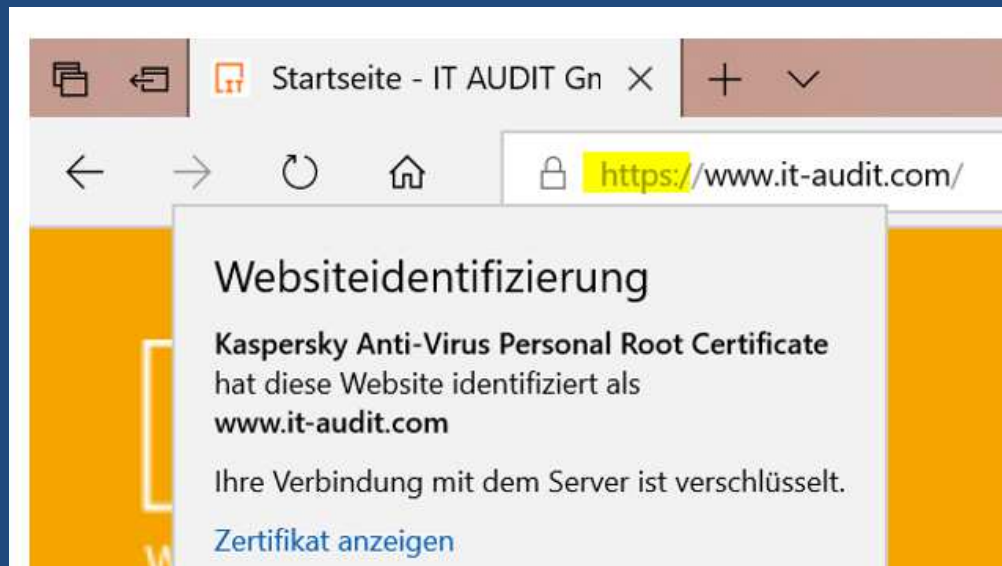 IT
Startseite - IT AUDIT Gn
https://www.it-audit.com/
Websiteidentifizierung
Kaspersky Anti-Virus Personal Root Certificate
hat diese Website identifiziert als
www.it-audit.com
Ihre Verbindung mit dem Server ist verschlüsselt.
Zertifikat anzeigen